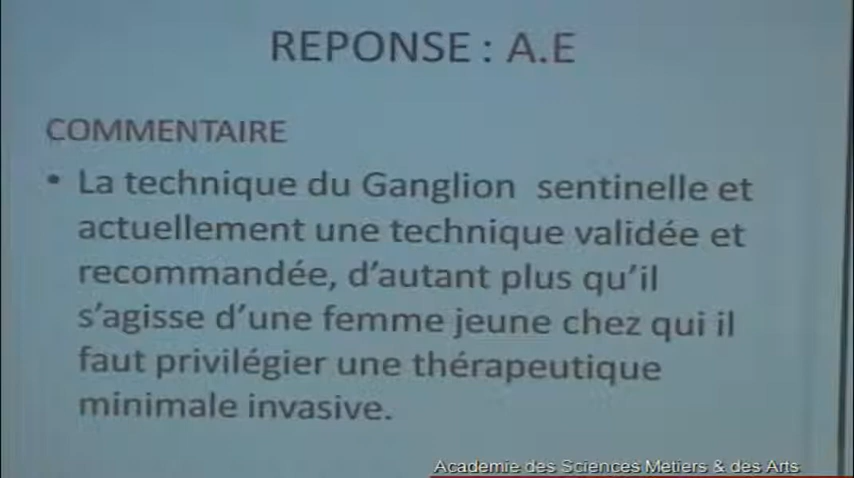 REPONSE : A.E
COMMENTAIRE
• La technique du Ganglion sentinelle et
actuellement une technique validée et
recommandée, d'autant plus qu'il
s'agisse d'une femme jeune chez qui il
faut privilégier une thérapeutique
minimale invasive.
Academie des Sciences Metiers & des Arts